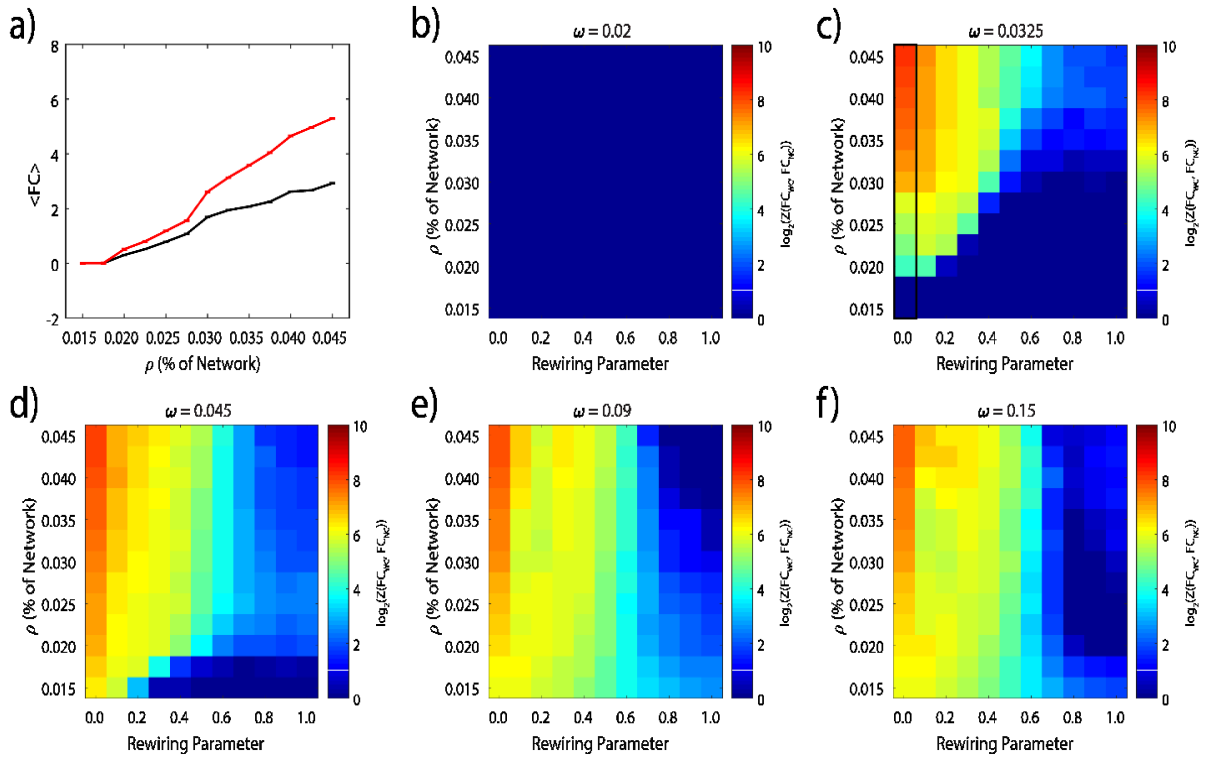 a)
8
6
4
2
0
-2
<FC>
0.015 0.020 0.025 0.030 0.035 0.040 0.045
ρ (% of Network)
b)
ω = 0.02
0.045
0.040
0.035
0.030
0.025
0.020
0.015
ρ (% of Network)
0.0 0.2 0.4 0.6 0.8 1.0
Rewiring Parameter
10
8
6
4
2
0
log2(Z(FCWC, FCNC))
c)
ω = 0.0325
0.045
0.040
0.035
0.030
0.025
0.020
0.015
ρ (% of Network)
0.0 0.2 0.4 0.6 0.8 1.0
Rewiring Parameter
10
8
6
4
2
0
log2(Z(FCWC, FCNC))
d)
ω = 0.045
0.045
0.040
0.035
0.030
0.025
0.020
0.015
ρ (% of Network)
0.0 0.2 0.4 0.6 0.8 1.0
Rewiring Parameter
10
8
6
4
2
0
log2(Z(FCWC, FCNC))
e)
ω = 0.09
0.045
0.040
0.035
0.030
0.025
0.020
0.015
ρ (% of Network)
0.0 0.2 0.4 0.6 0.8 1.0
Rewiring Parameter
10
8
6
4
2
0
log2(Z(FCWC, FCNC))
f)
ω = 0.15
0.045
0.040
0.035
0.030
0.025
0.020
0.015
ρ (% of Network)
0.0 0.2 0.4 0.6 0.8 1.0
Rewiring Parameter
10
8
6
4
2
0
log2(Z(FCWC, FCNC))